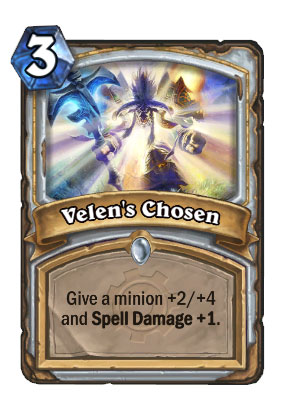 3
Velen's Chosen
Give a minion +2/+4
and Spell Damage +1.